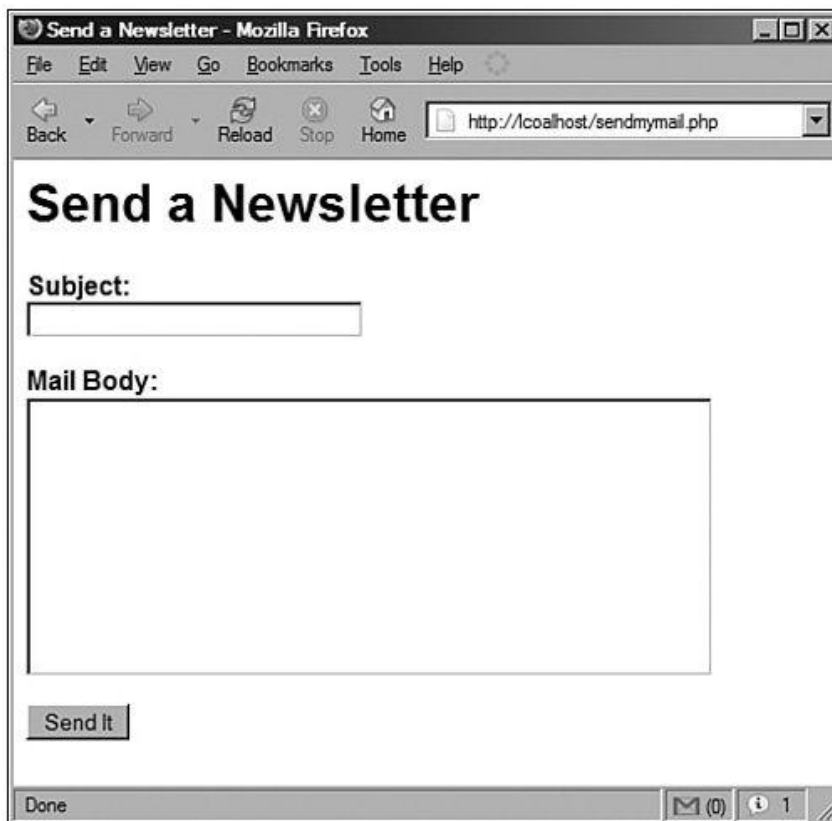 Send a Newsletter - Mozilla Firefox
File Edit View Go Bookmarks Tools Help
Back Forward Reload Stop Home http://lcoalhost/sendmymail.php
Send a Newsletter
Subject:
Mail Body:
Send It
Done (0) 1